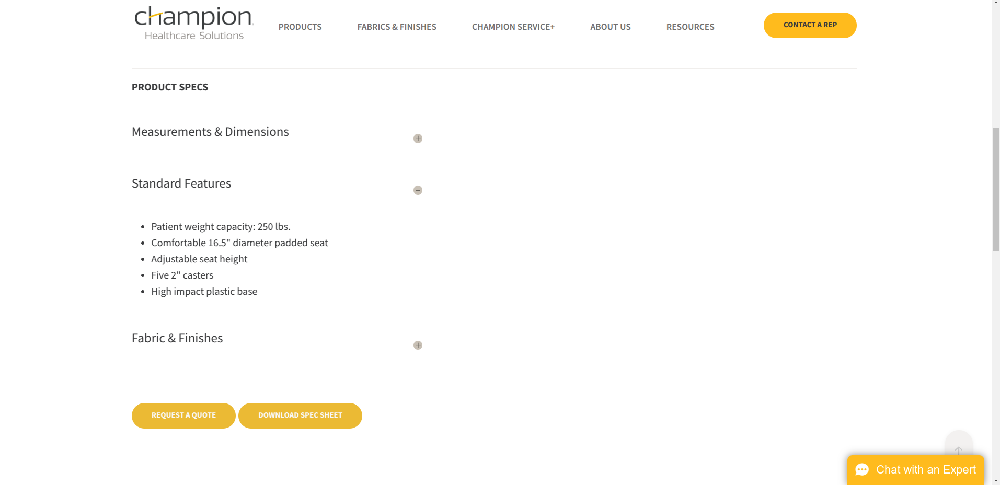 champion
Healthcare Solutions
PRODUCTS
FABRICS & FINISHES
CHAMPION SERVICE+
ABOUT US
RESOURCES
CONTACT A REP
PRODUCT SPECS
Measurements & Dimensions
Standard Features
• Patient weight capacity: 250 lbs.
• Comfortable 16.5" diameter padded seat
• Adjustable seat height
• Five 2" casters
• High impact plastic base
Fabric & Finishes
REQUEST A QUOTE
DOWNLOAD SPEC SHEET
Chat with an Expert